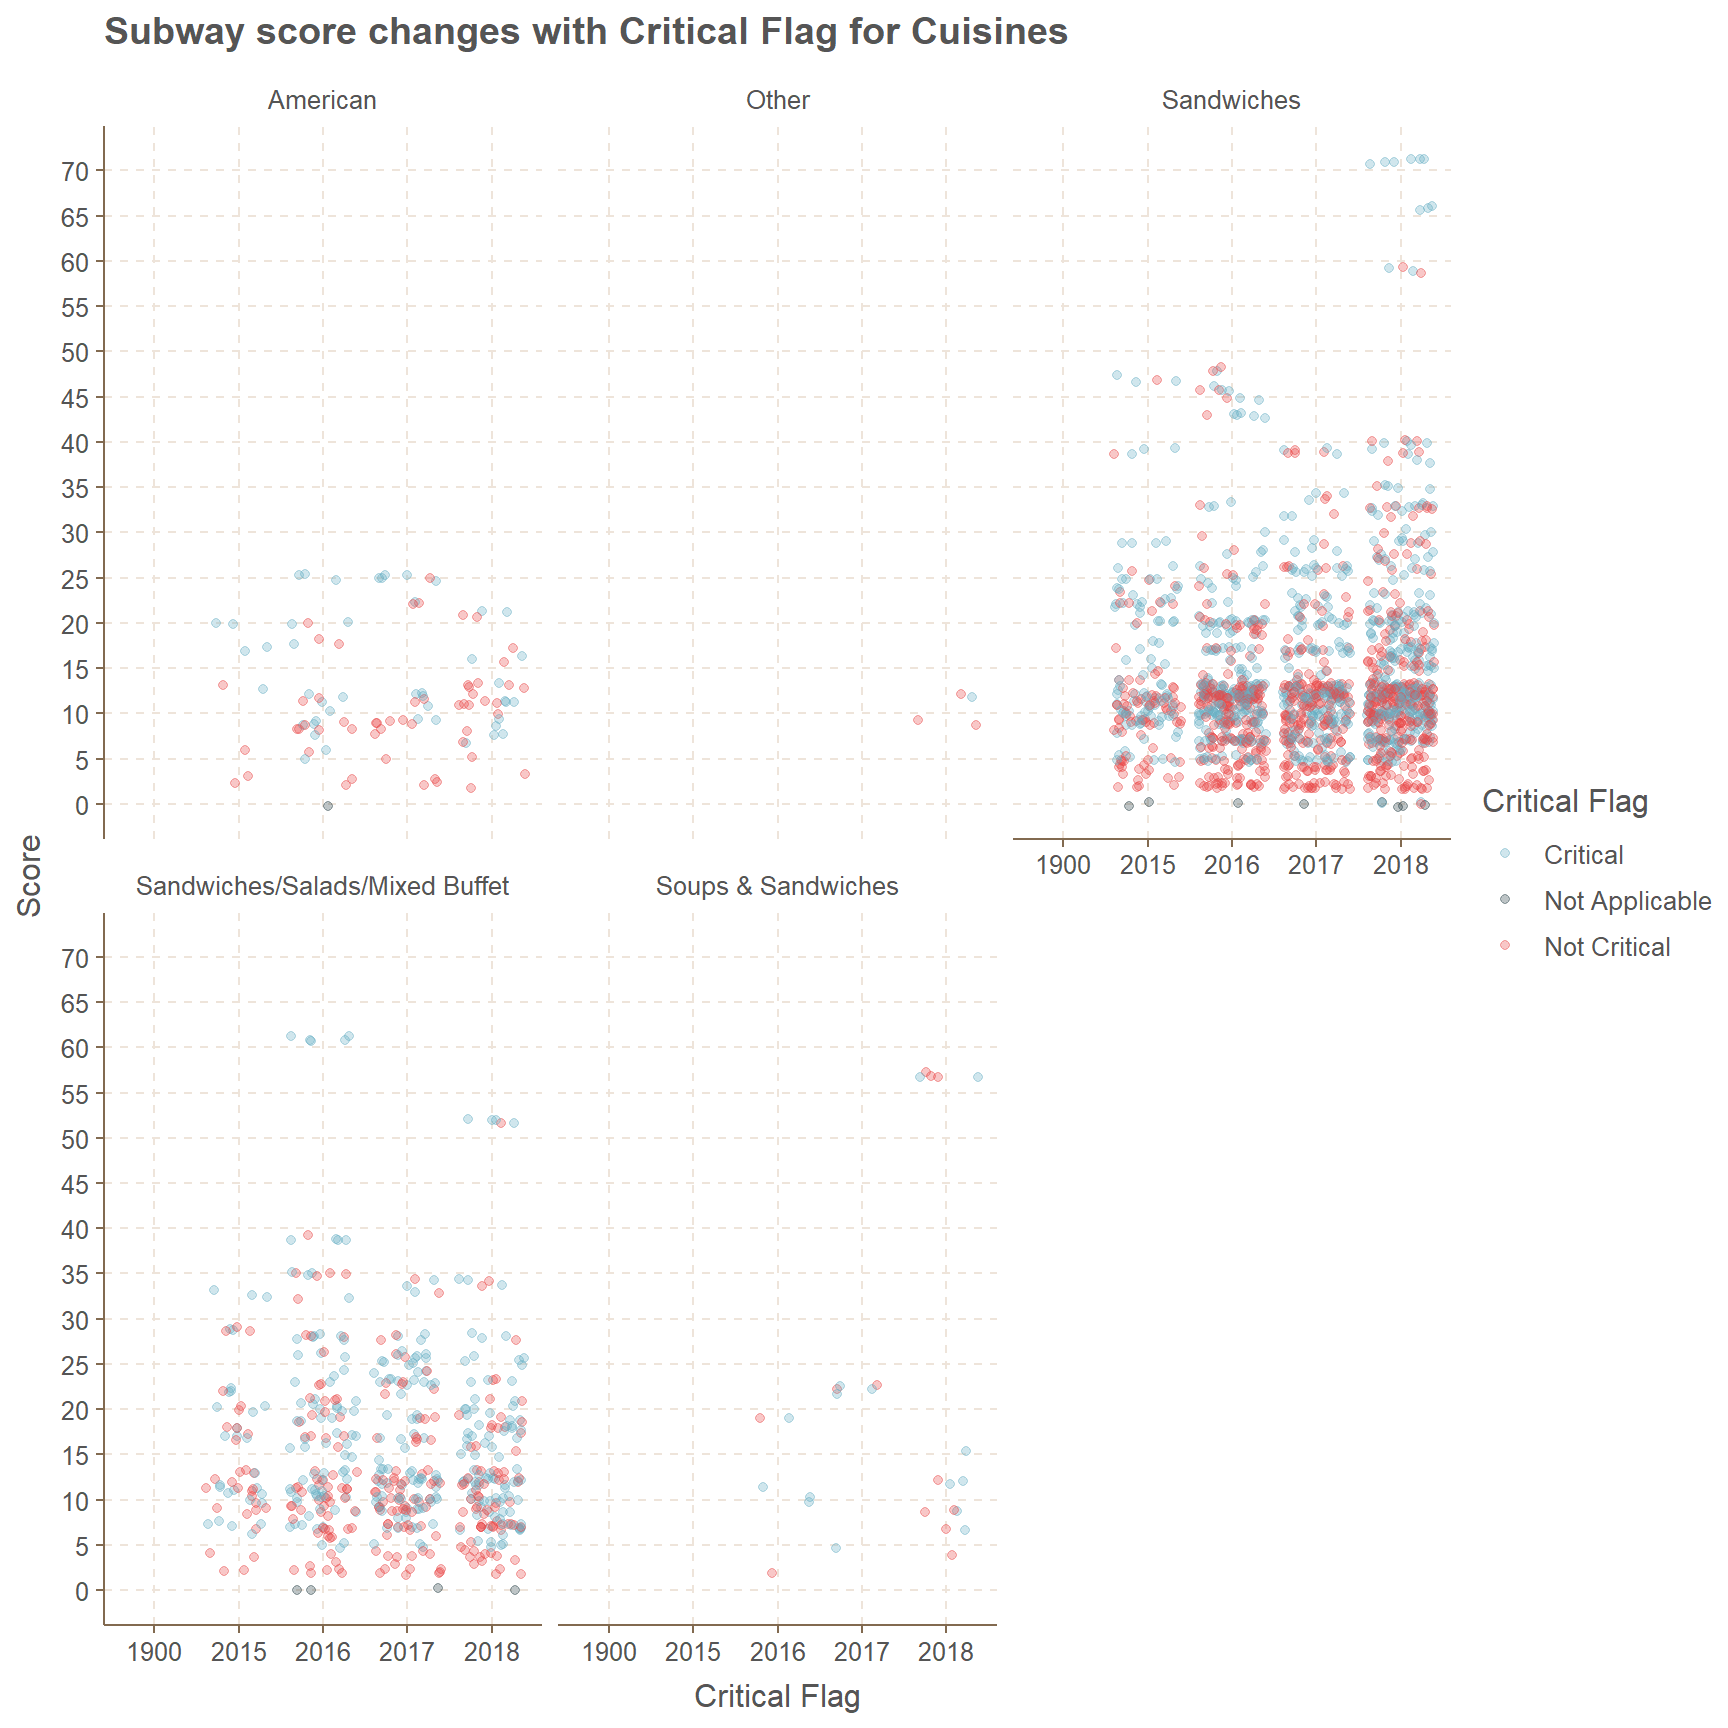 Subway score changes with Critical Flag for Cuisines
American
Other
Sandwiches
70
65
60
55
50
45
40
35
30
25
20
15
10
5
0
1900 2015 2016 2017 2018
Score
Critical Flag
Critical
Not Applicable
Not Critical
Sandwiches/Salads/Mixed Buffet
Soups & Sandwiches
70
65
60
55
50
45
40
35
30
25
20
15
10
5
0
1900 2015 2016 2017 2018
1900 2015 2016 2017 2018
Critical Flag